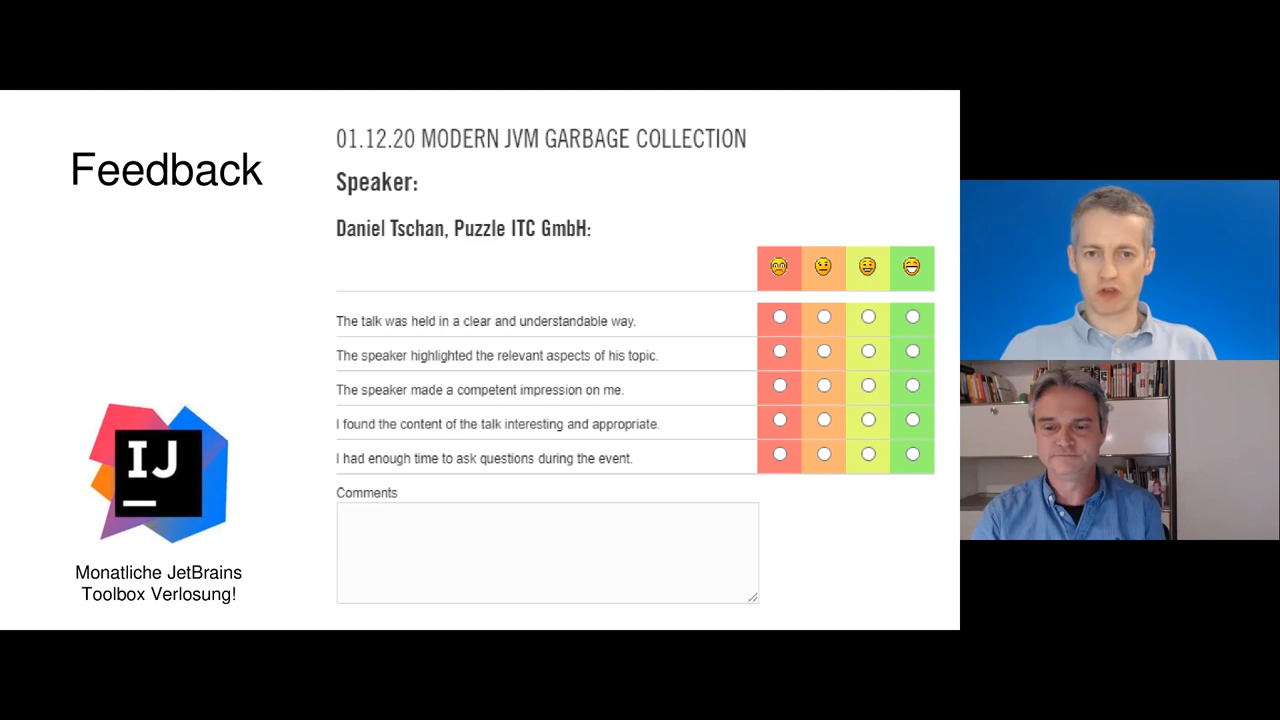 Feedback
01.12.20 MODERN JVM GARBAGE COLLECTION
Speaker:
Daniel Tschan, Puzzle ITC GmbH:
The talk was held in a clear and understandable way.
The speaker highlighted the relevant aspects of his topic.
The speaker made a competent impression on me.
I found the content of the talk interesting and appropriate.
I had enough time to ask questions during the event.
Comments
IJ
Monatliche JetBrains
Toolbox Verlosung!